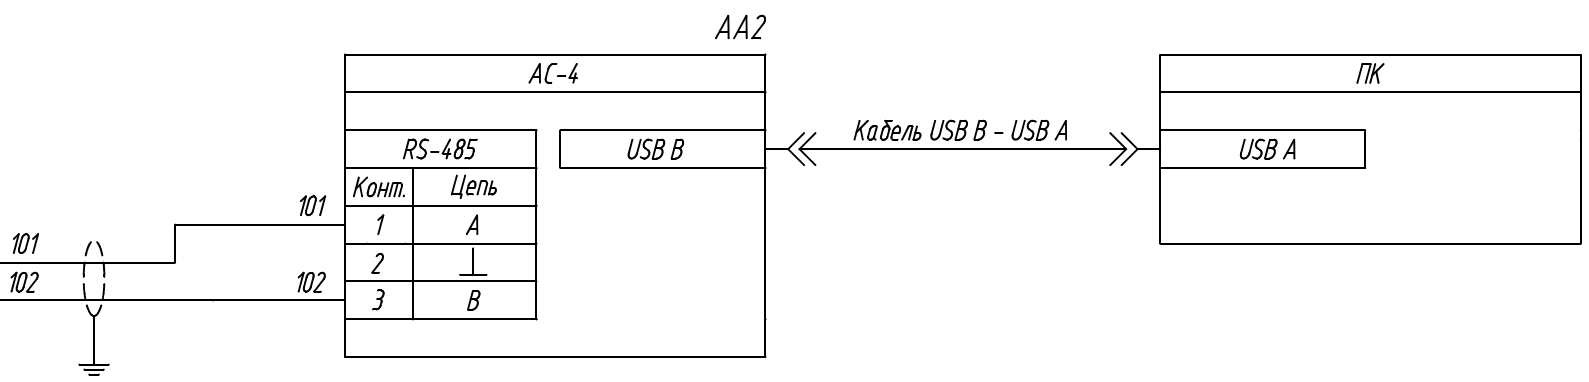 АА2
АС-4
ПК
Кабель USB B - USB A
RS-485
USB B
USB A
Конт.
Цепь
101
1
А
101
2
⊥
102
102
3
В